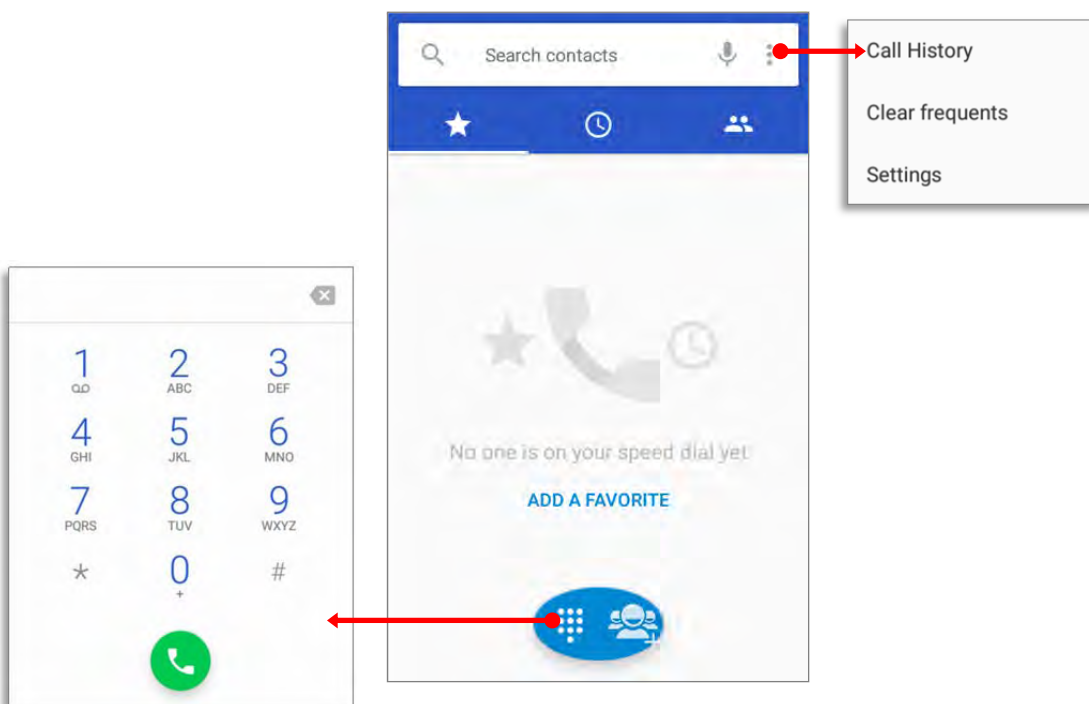 Search contacts
Call History
Clear frequents
Settings
No one is on your speed dial yet
ADD A FAVORITE
1 2 3
ABC DEF
4 5 6
GHI JKL MNO
7 8 9
PQRS TUV WXYZ
* 0 #
+